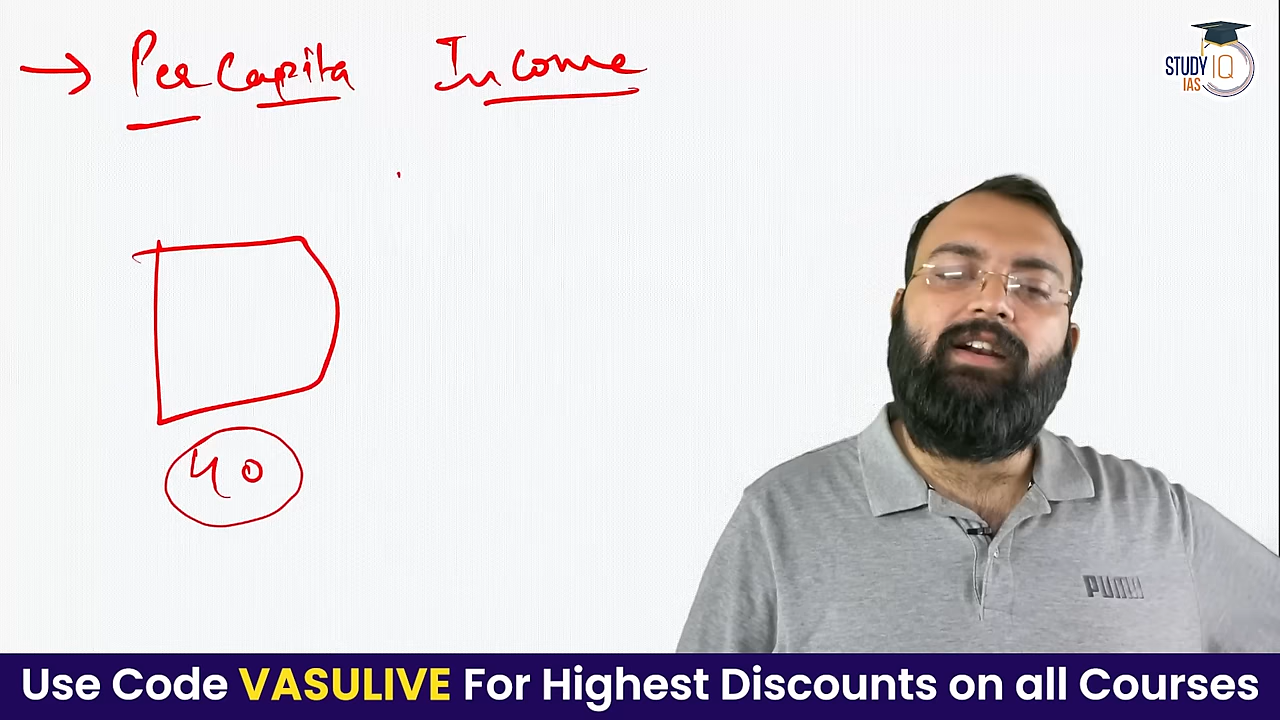 → Per Capita Income
STUDY IQ
IAS
40
PUMA
Use Code VASULIVE For Highest Discounts on all Courses